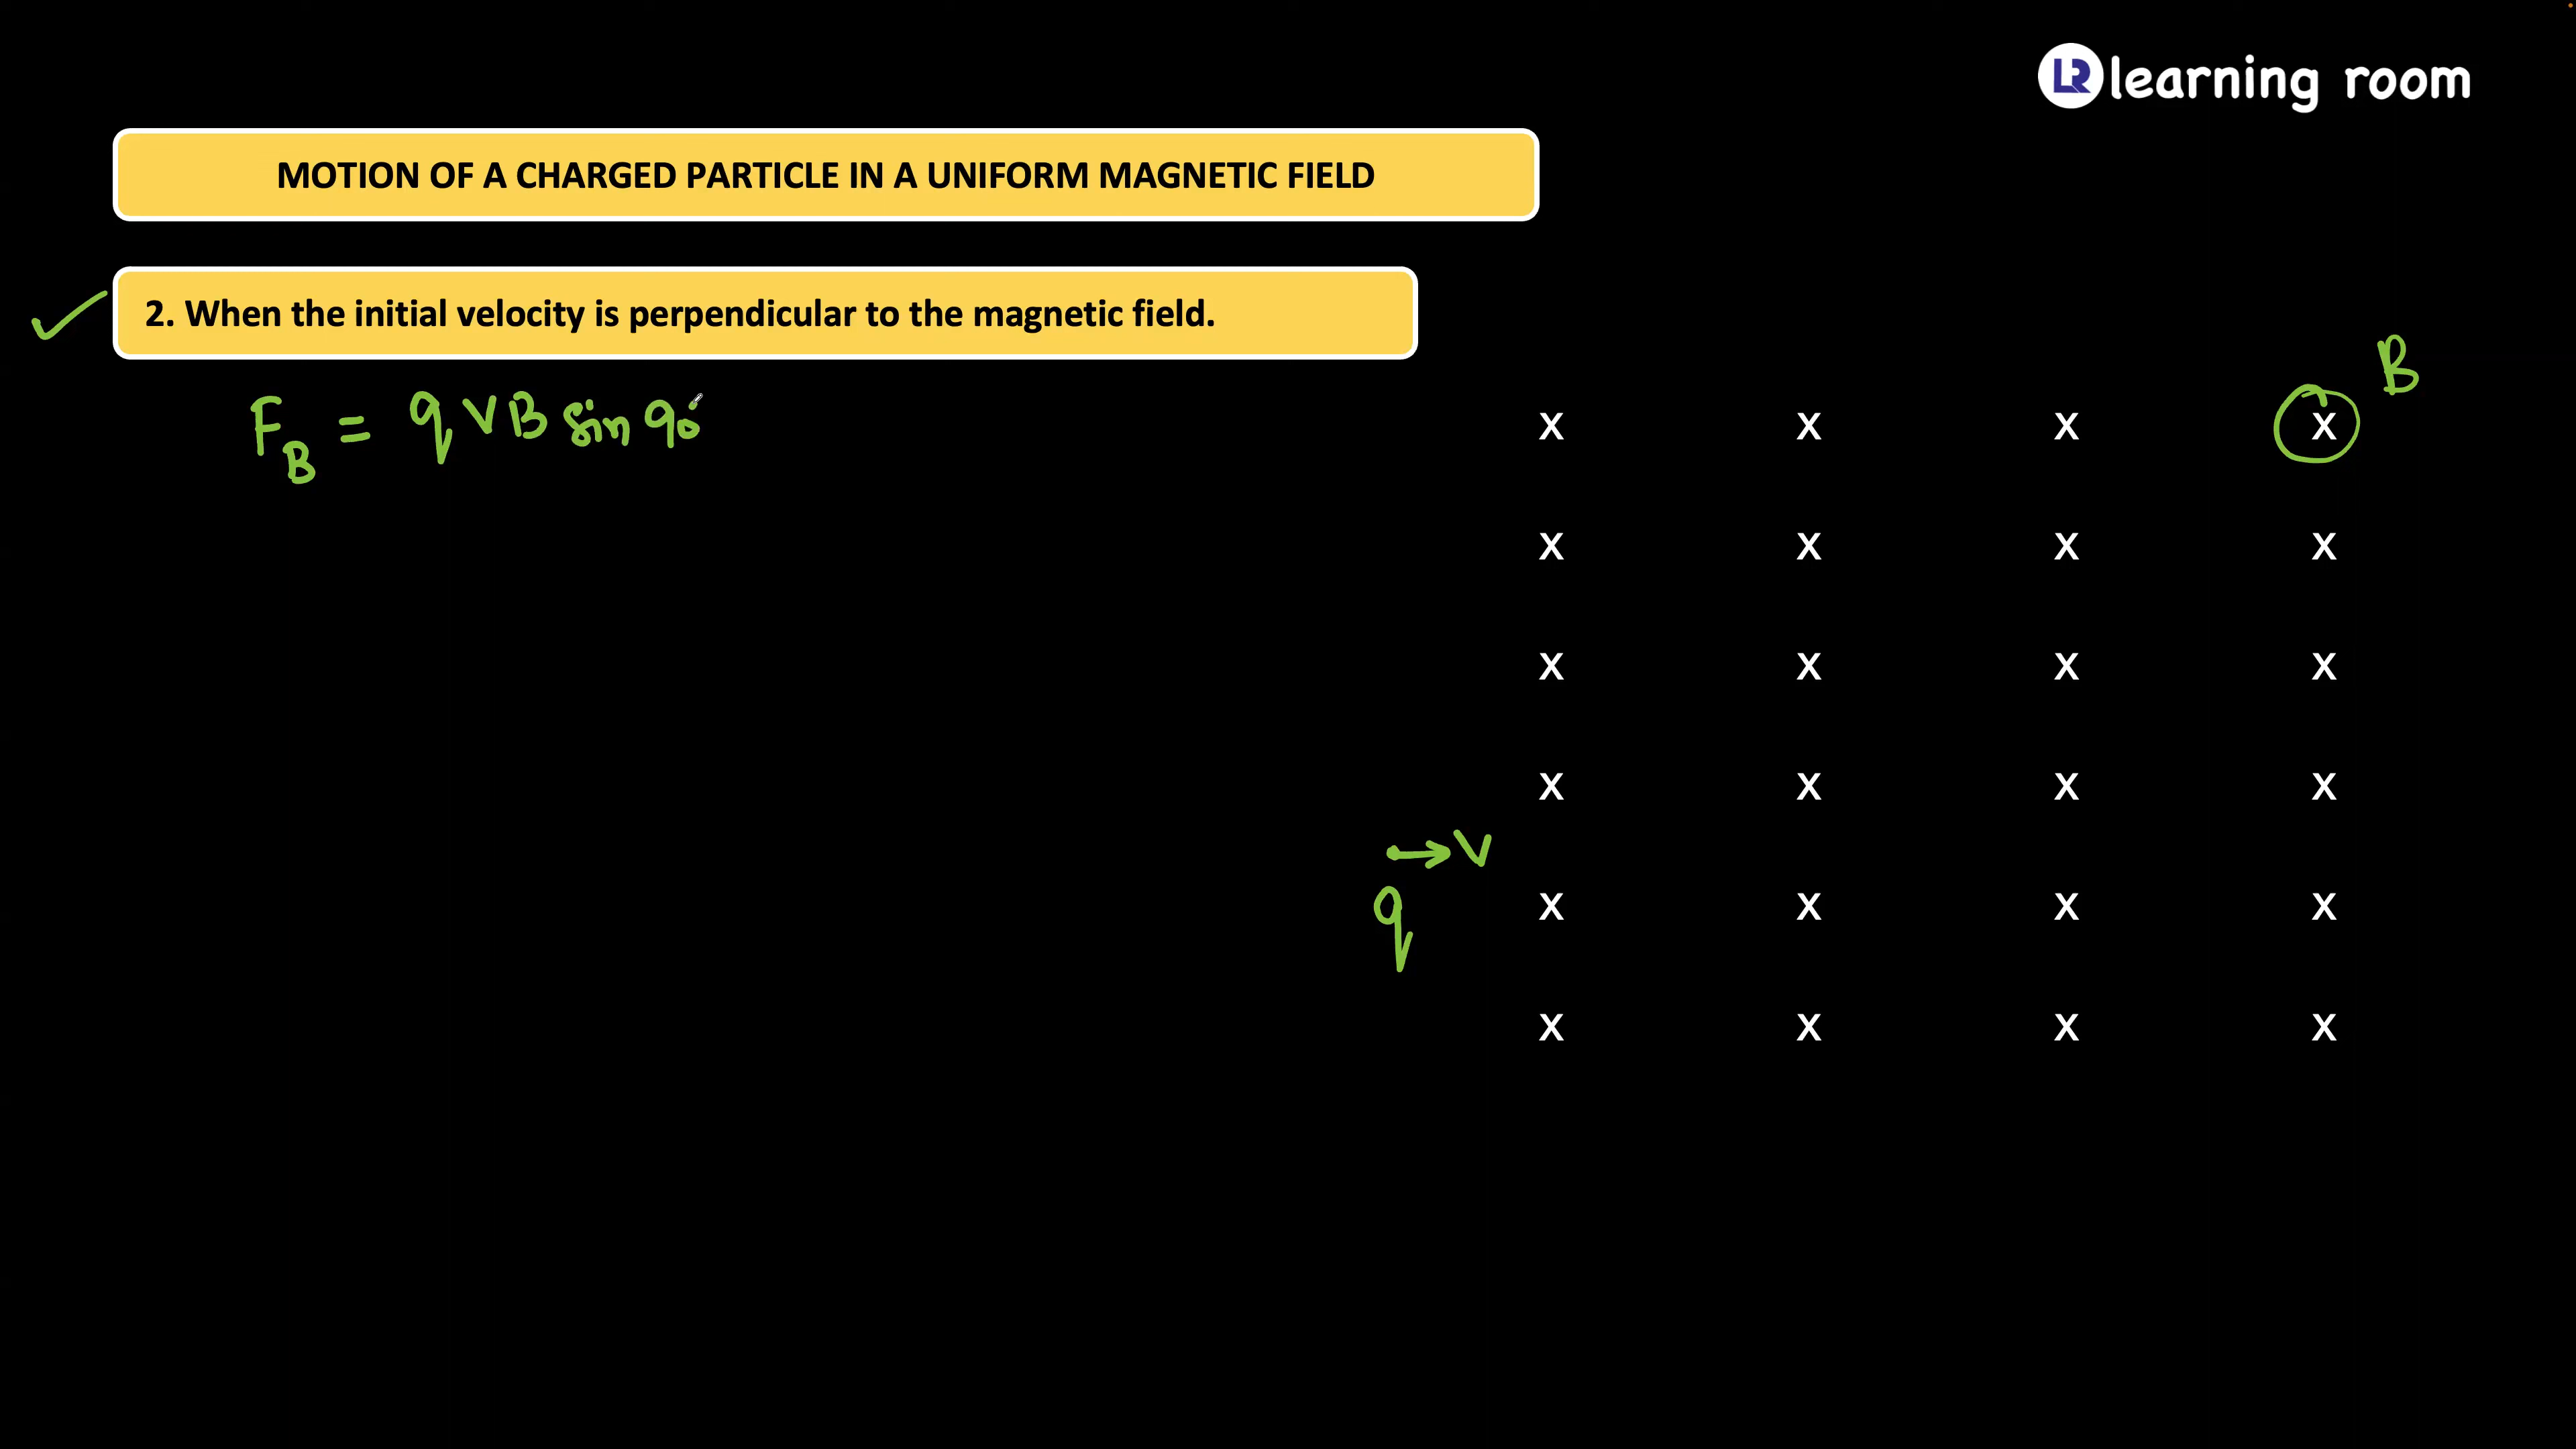 LR learning room
MOTION OF A CHARGED PARTICLE IN A UNIFORM MAGNETIC FIELD
2. When the initial velocity is perpendicular to the magnetic field.
F_B = q v B sin 90°
B
X X X X
X X X X
X X X X
X X X X
v
q
X X X X
X X X X